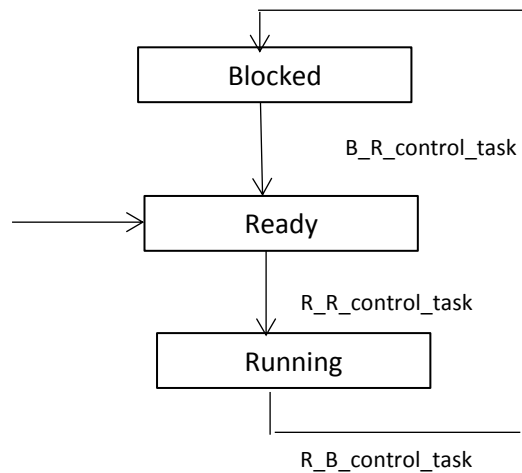 Blocked
B_R_control_task
Ready
R_R_control_task
Running
R_B_control_task